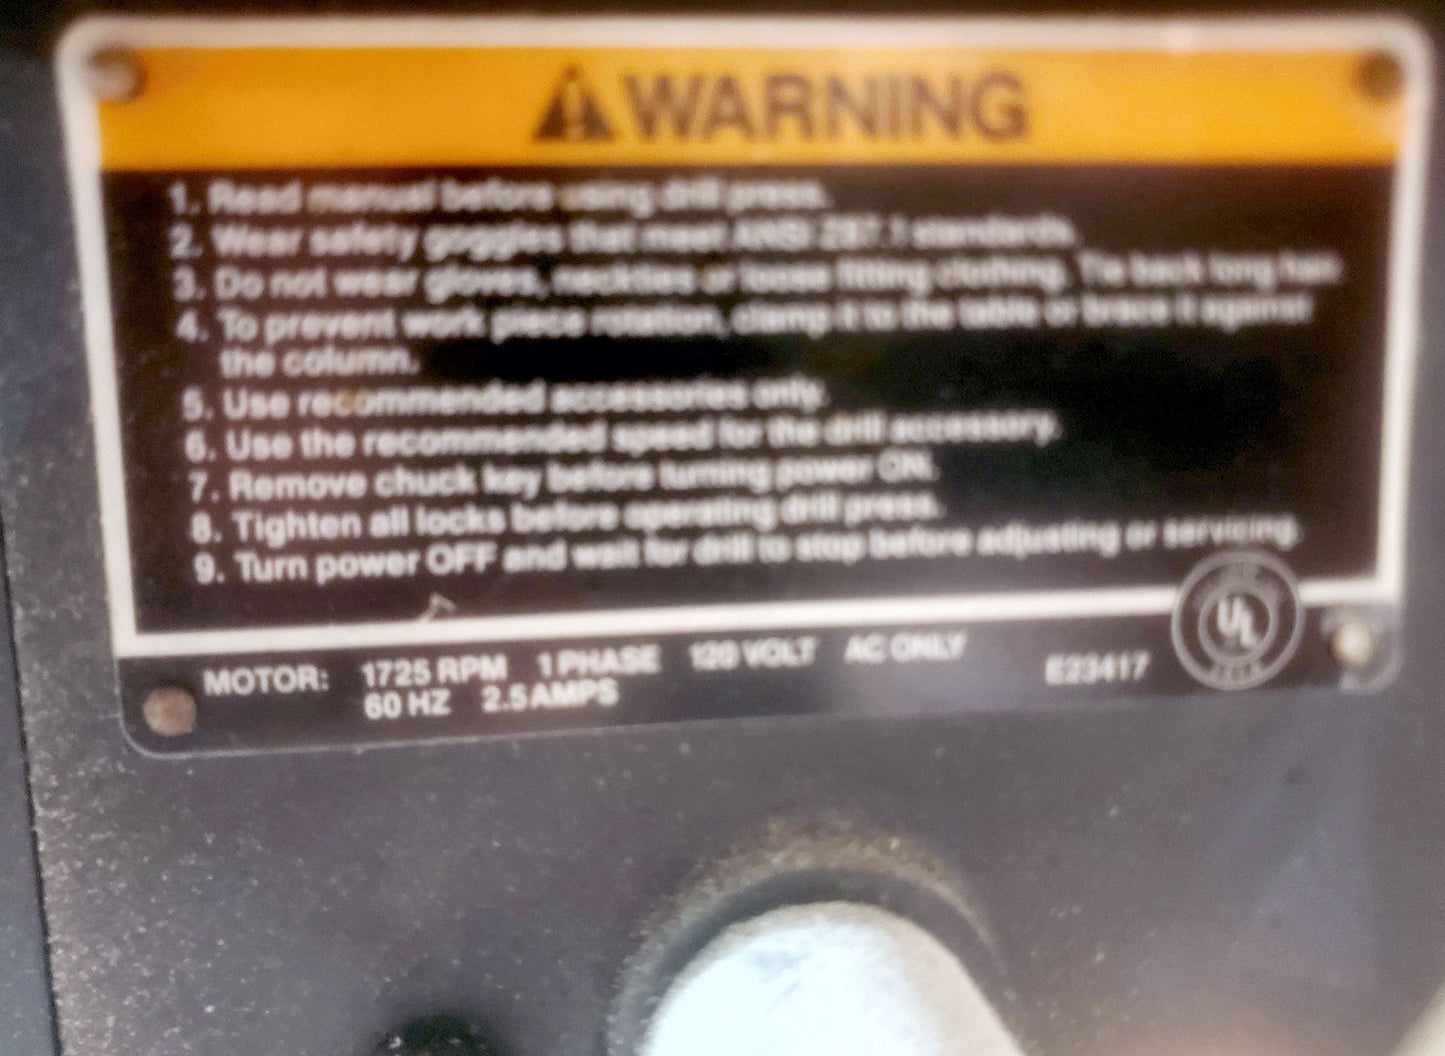 WARNING
1. Read manual before using drill press.
2. Wear safety goggles that meet ANSI Z87.1 standards.
3. Do not wear gloves, neckties or loose fitting clothing. Tie back long hair.
4. To prevent work piece rotation, clamp it to the table or brace it against
the column.
5. Use recommended accessories only.
6. Use the recommended speed for the drill accessory.
7. Remove chuck key before turning power ON.
8. Tighten all locks before operating drill press.
9. Turn power OFF and wait for drill to stop before adjusting or servicing.
MOTOR: 1725 RPM 1 PHASE 120 VOLT AC ONLY
60 HZ 2.5 AMPS
E23417
UL